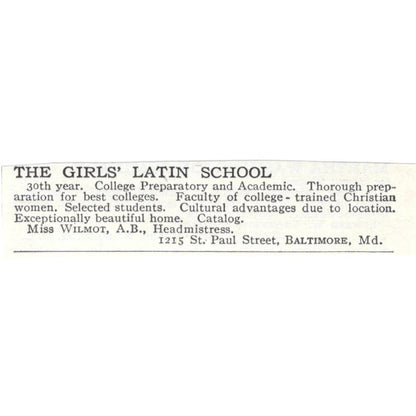 THE GIRLS' LATIN SCHOOL
30th year. College Preparatory and Academic. Thorough prep-
aration for best colleges. Faculty of college-trained Christian
women. Selected students. Cultural advantages due to location.
Exceptionally beautiful home. Catalog.
Miss WILMOT, A.B., Headmistress.
1215 St. Paul Street, BALTIMORE, Md.